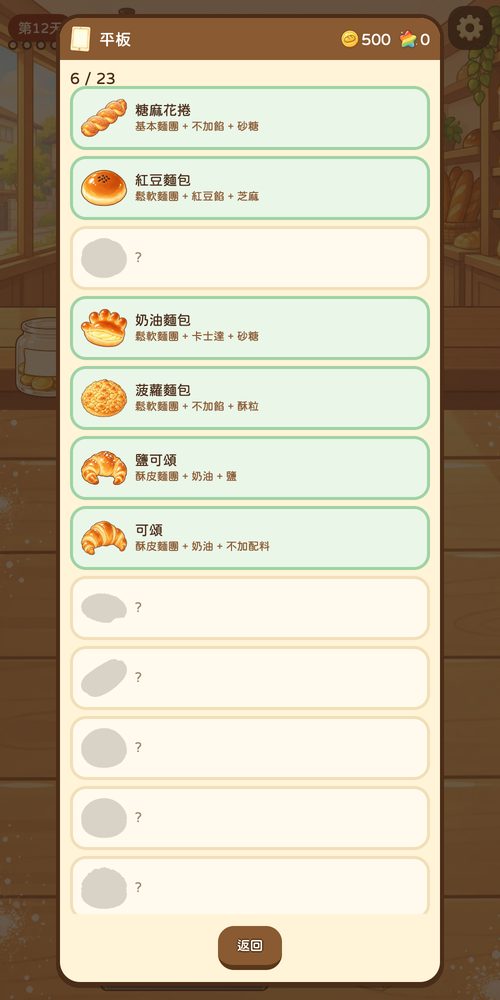 第12天
平板
500
0
6 / 23
糖麻花捲
基本麵團 + 不加餡 + 砂糖
紅豆麵包
鬆軟麵團 + 紅豆餡 + 芝麻
?
奶油麵包
鬆軟麵團 + 卡士達 + 砂糖
菠蘿麵包
鬆軟麵團 + 不加餡 + 酥粒
鹽可頌
酥皮麵團 + 奶油 + 鹽
可頌
酥皮麵團 + 奶油 + 不加配料
?
?
?
?
?
返回